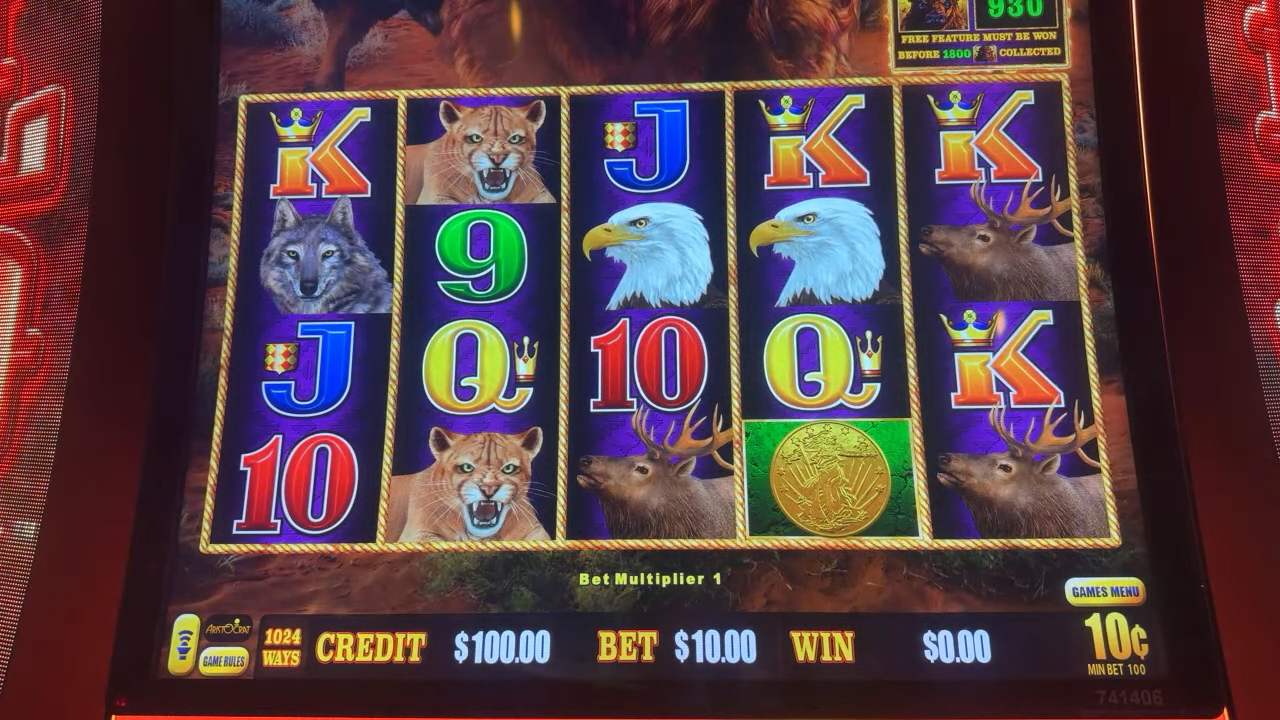 930
FREE FEATURE MUST BE WON
BEFORE 1800 COLLECTED
K J K K
9
J Q 10 Q K
10
Bet Multiplier 1
GAMES MENU
ARISTOCRAT
GAME RULES
1024 WAYS
CREDIT $100.00 BET $10.00 WIN $0.00
10¢
MIN BET 100
741406